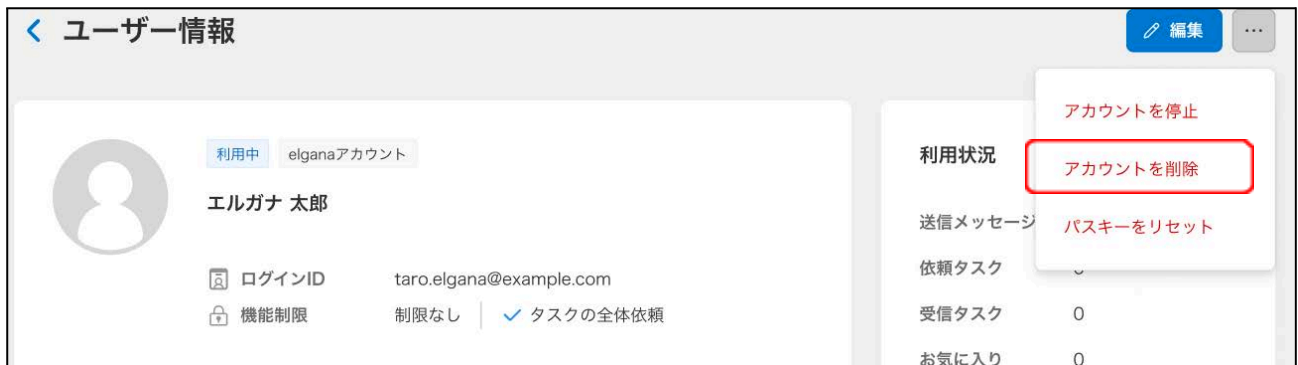 ユーザー情報
編集
...
アカウントを停止
アカウントを削除
パスキーをリセット
利用中 elganaアカウント
エルガナ 太郎
ログインID taro.elgana@example.com
機能制限 制限なし タスクの全体依頼
利用状況
送信メッセージ
依頼タスク
受信タスク 0
お気に入り 0